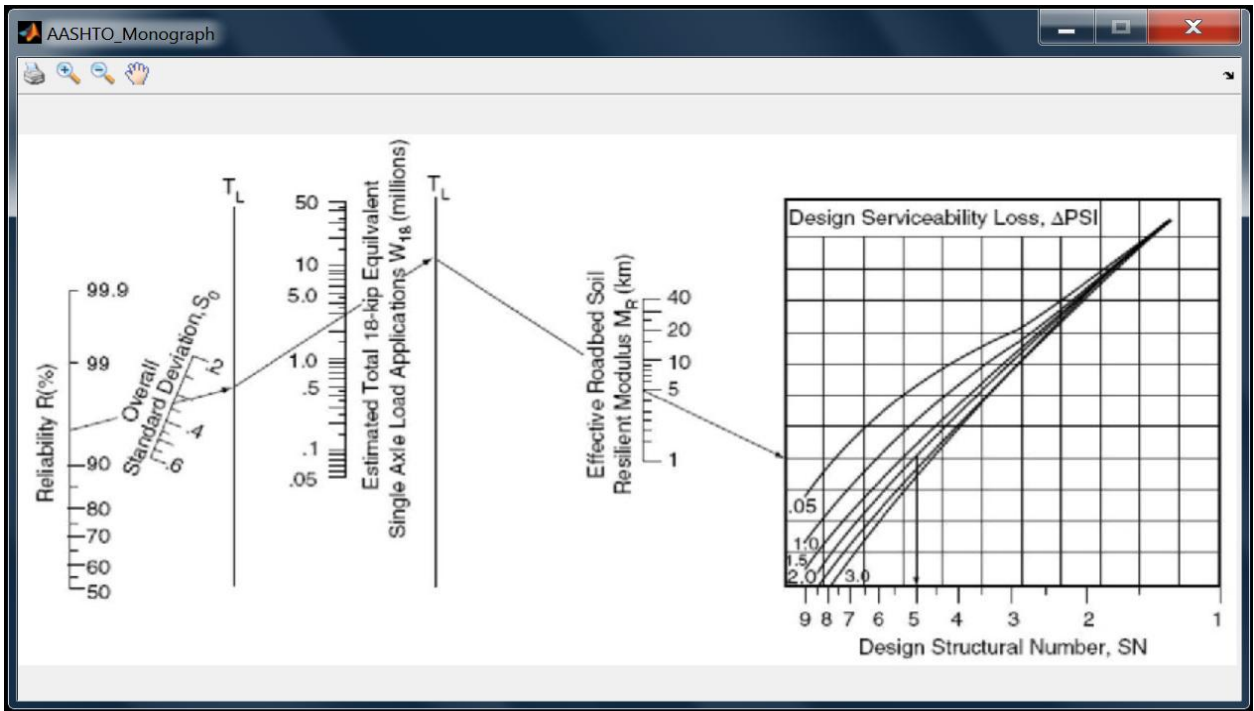 AASHTO_Monograph
Reliability R(%)
99.9
99
90
80
70
60
50
Overall
Standard Deviation,S0
.2
.4
.6
TL
Estimated Total 18-kip Equilvalent
Single Axle Load Applications W18 (millions)
50
10
5.0
1.0
.5
.1
.05
TL
Effective Roadbed Soil
Resilient Modulus MR (km)
40
20
10
5
1
Design Serviceability Loss, ΔPSI
.05
1.0
1.5
2.0
3.0
9 8 7 6 5 4 3 2 1
Design Structural Number, SN